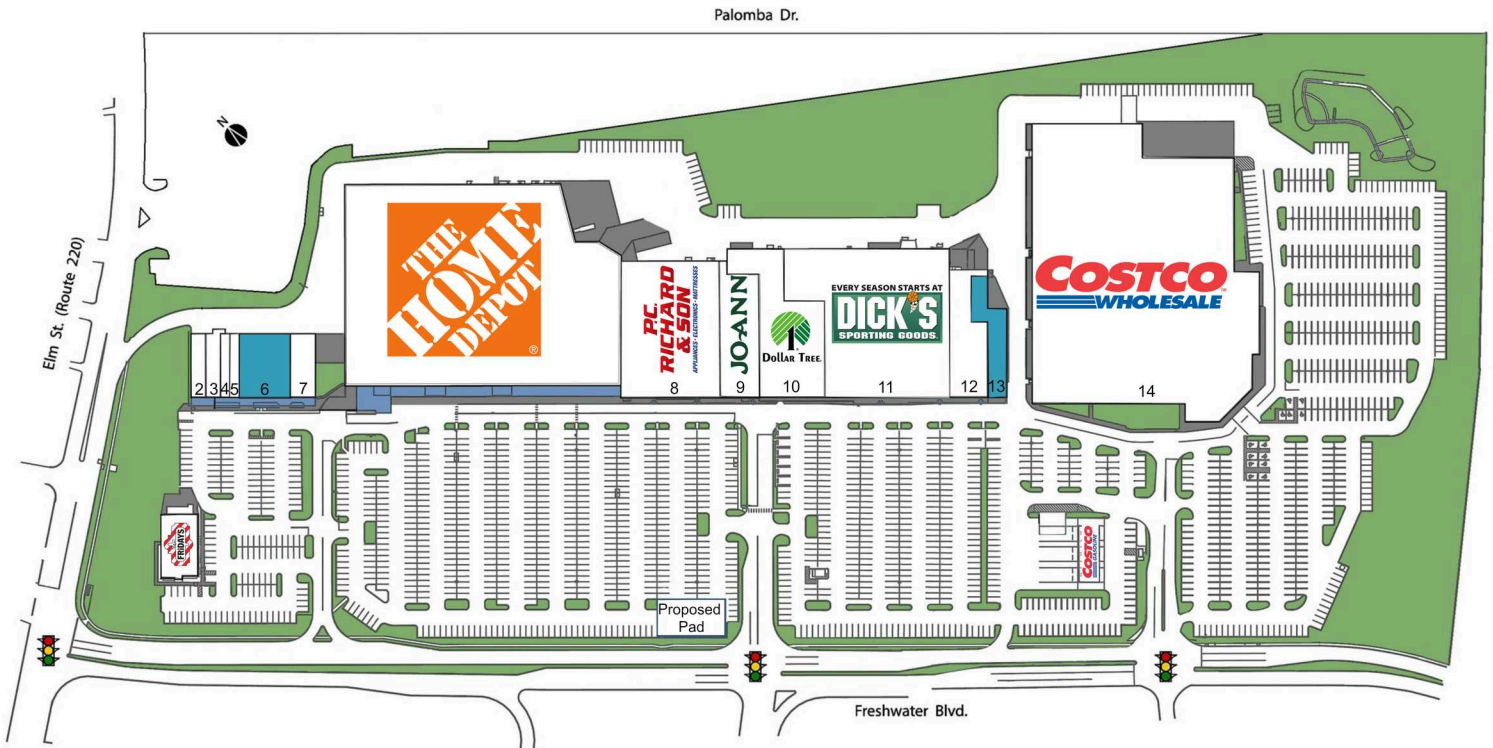 Palomba Dr.
N
Elm St. (Route 220)
THE
HOME
DEPOT
®
P.C.
RICHARD
& SON
APPLIANCES · ELECTRONICS · MATTRESSES
JO·ANN
1
DOLLAR TREE
EVERY SEASON STARTS AT
DICK'S
SPORTING GOODS
COSTCO
WHOLESALE
2 3 4 5 6 7
8 9 10 11 12 13
14
FRIDAYS
COSTCO
GASOLINE
Proposed
Pad
Freshwater Blvd.